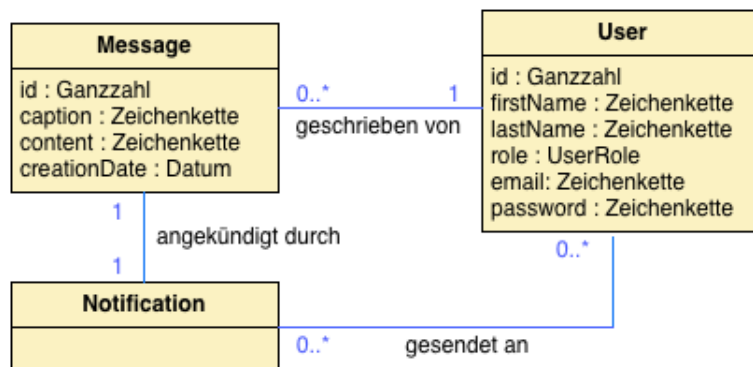 Message
id : Ganzzahl
caption : Zeichenkette
content : Zeichenkette
creationDate : Datum
0..*
1
geschrieben von
User
id : Ganzzahl
firstName : Zeichenkette
lastName : Zeichenkette
role : UserRole
email: Zeichenkette
password : Zeichenkette
1
angekündigt durch
1
0..*
Notification
0..*
gesendet an